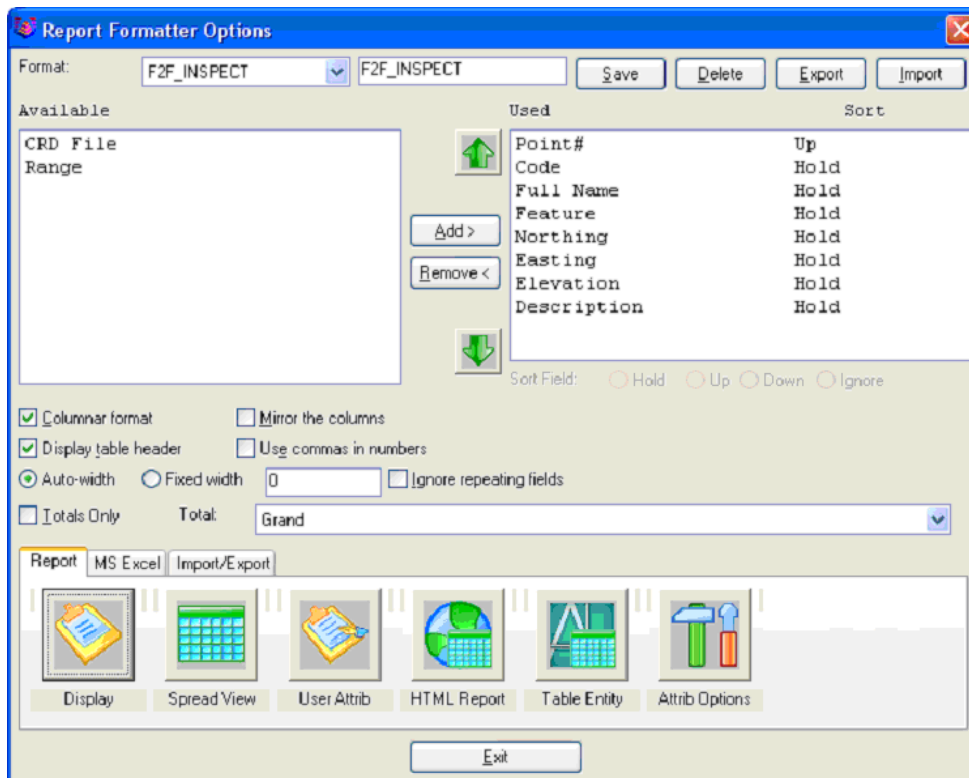 Report Formatter Options
Format: F2F_INSPECT F2F_INSPECT Save Delete Export Import
Available
CRD File
Range
Add >
Remove <
Used Sort
Point# Up
Code Hold
Full Name Hold
Feature Hold
Northing Hold
Easting Hold
Elevation Hold
Description Hold
Sort Field: Hold Up Down Ignore
Columnar format Mirror the columns
Display table header Use commas in numbers
Auto-width Fixed width 0 Ignore repeating fields
Totals Only Total: Grand
Report MS Excel Import/Export
Display Spread View User Attrib HTML Report Table Entity Attrib Options
Exit